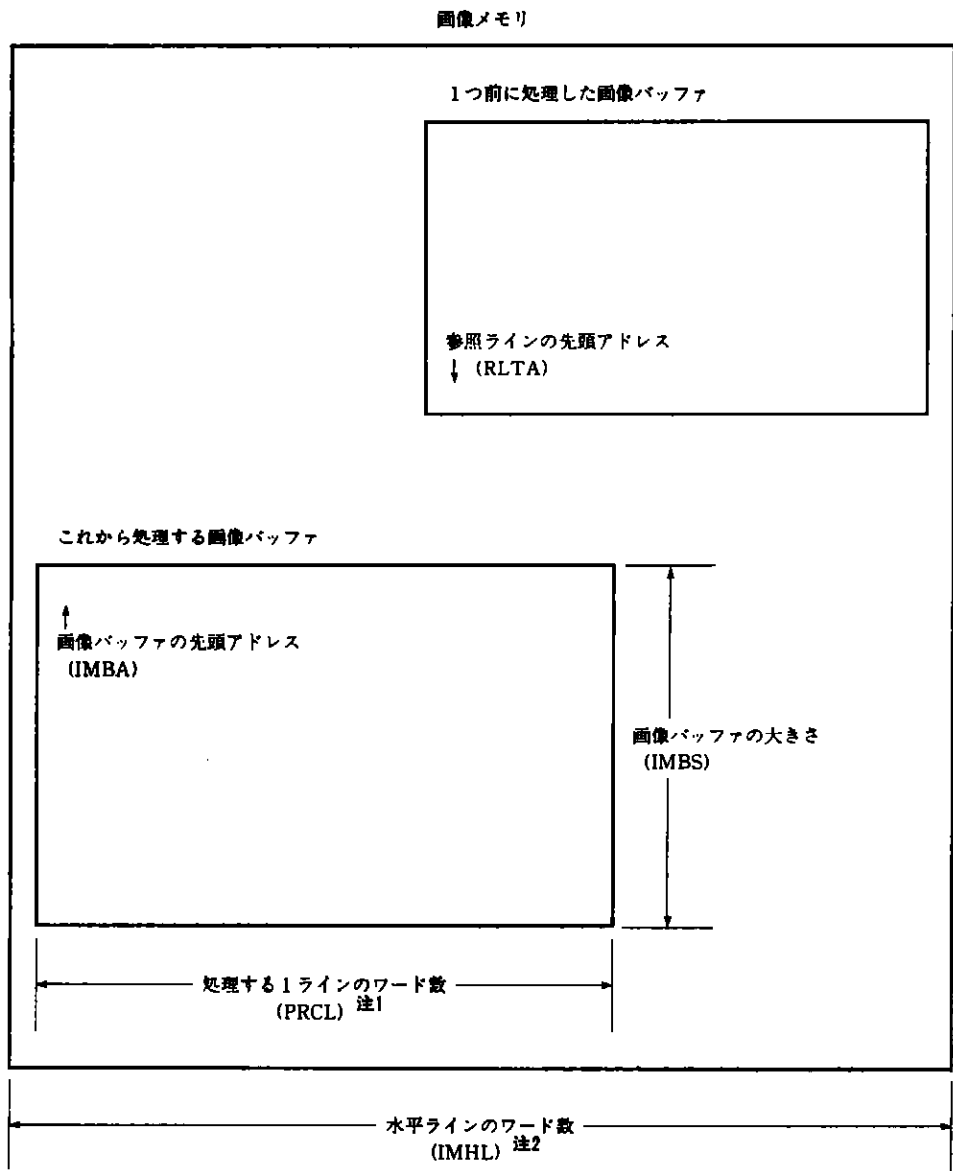 画像メモリ
1つ前に処理した画像バッファ
参照ラインの先頭アドレス
↓ (RLTA)
これから処理する画像バッファ
↑
画像バッファの先頭アドレス
(IMBA)
画像バッファの大きさ
(IMBS)
処理する1ラインのワード数
(PRCL) 注1
水平ラインのワード数
(IMHL) 注2